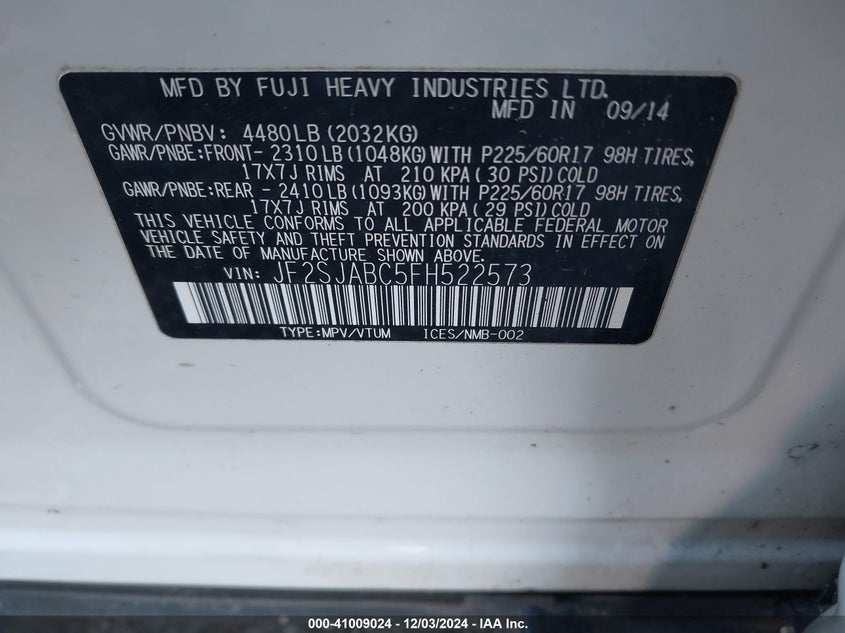 MFD BY FUJI HEAVY INDUSTRIES LTD.
MFD IN 09/14
GVWR/PNBV: 4480LB (2032KG)
GAWR/PNBE:FRONT- 2310LB (1048KG) WITH P225/60R17 98H TIRES,
17X7J RIMS AT 210 KPA (30 PSI) COLD
GAWR/PNBE:REAR - 2410LB (1093KG) WITH P225/60R17 98H TIRES,
17X7J RIMS AT 200 KPA (29 PSI) COLD
THIS VEHICLE CONFORMS TO ALL APPLICABLE FEDERAL MOTOR
VEHICLE SAFETY AND THEFT PREVENTION STANDARDS IN EFFECT ON
THE DATE OF MANUFACTURE SHOWN ABOVE.
VIN: JF2SJABC5FH522573
TYPE:MPV/VTUM ICES/NMB-002
000-41009024 - 12/03/2024 - IAA Inc.